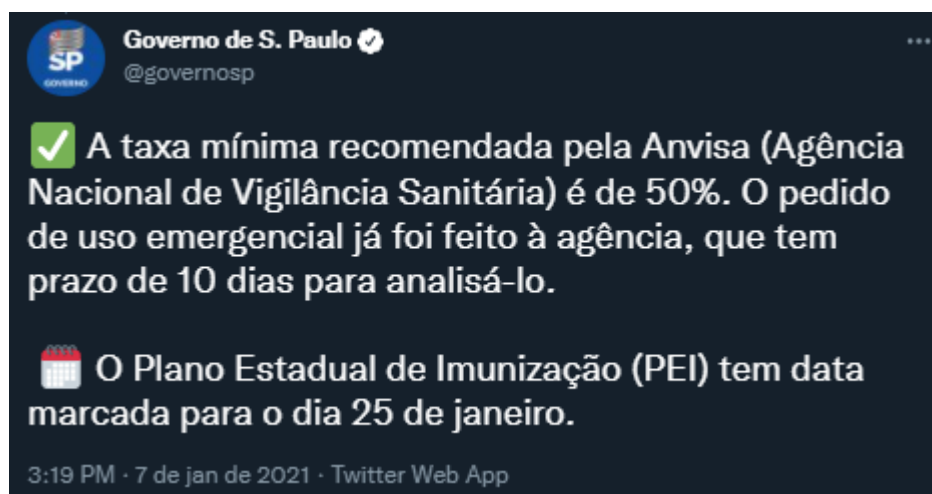 Governo de S. Paulo
@governosp
SP
GOVERNO
✅ A taxa mínima recomendada pela Anvisa (Agência
Nacional de Vigilância Sanitária) é de 50%. O pedido
de uso emergencial já foi feito à agência, que tem
prazo de 10 dias para analisá-lo.
🗓 O Plano Estadual de Imunização (PEI) tem data
marcada para o dia 25 de janeiro.
3:19 PM · 7 de jan de 2021 · Twitter Web App